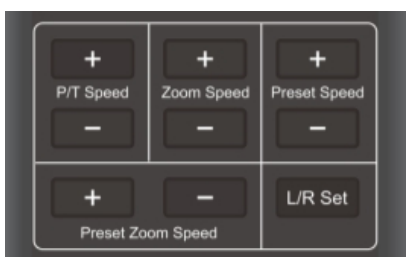 + + +
P/T Speed Zoom Speed Preset Speed
− − −
+ − L/R Set
Preset Zoom Speed